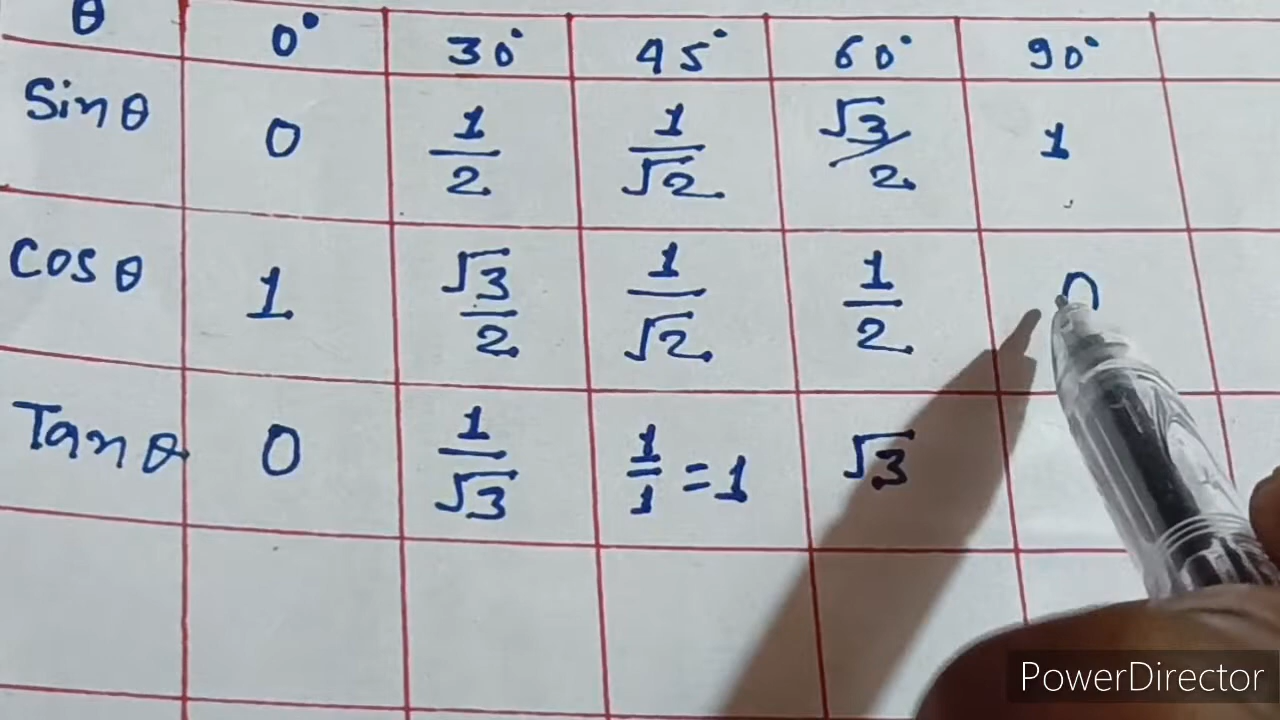 θ 0° 30° 45° 60° 90°
Sinθ 0 1/2 1/√2 √3/2 1
Cosθ 1 √3/2 1/√2 1/2 0
Tanθ 0 1/√3 1/1 = 1 √3
PowerDirector